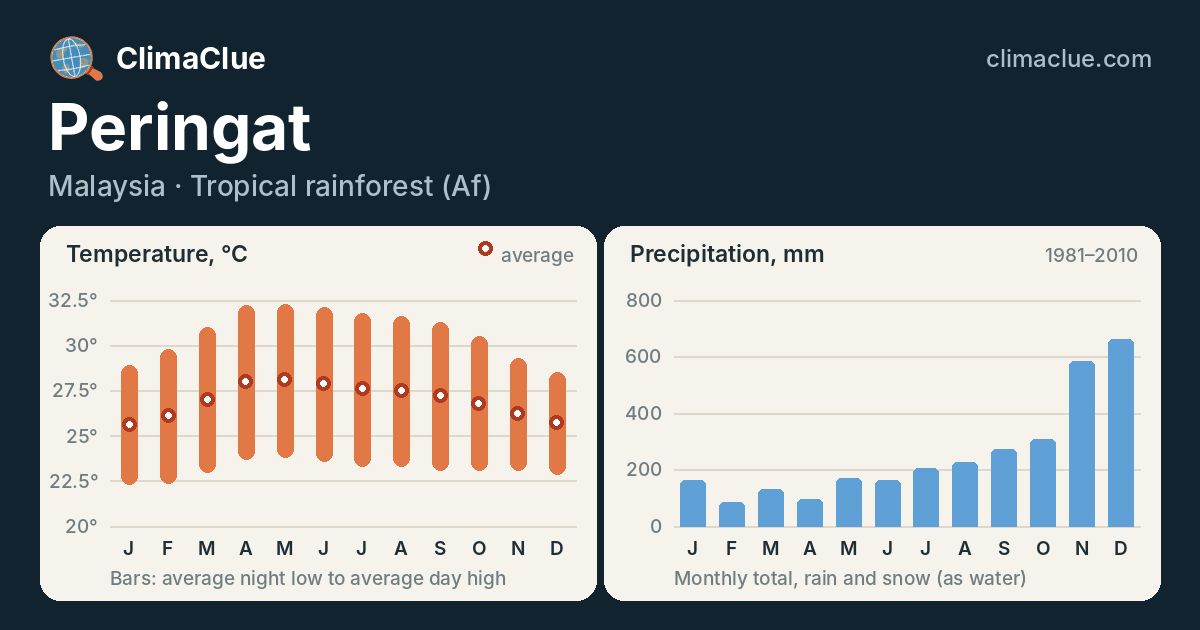 ClimaClue
climaclue.com
Peringat
Malaysia · Tropical rainforest (Af)
Temperature, °C
average
32.5°
30°
27.5°
25°
22.5°
20°
J F M A M J J A S O N D
Bars: average night low to average day high
Precipitation, mm
1981–2010
800
600
400
200
0
J F M A M J J A S O N D
Monthly total, rain and snow (as water)